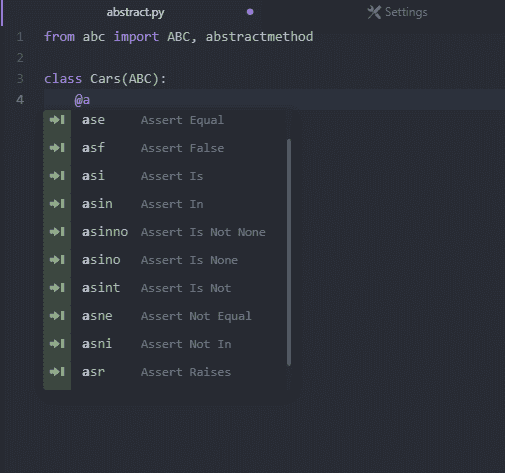 abstract.py
Settings
1 from abc import ABC, abstractmethod
2
3 class Cars(ABC):
4 @a
ase Assert Equal
asf Assert False
asi Assert Is
asin Assert In
asinno Assert Is Not None
asino Assert Is None
asint Assert Is Not
asne Assert Not Equal
asni Assert Not In
asr Assert Raises